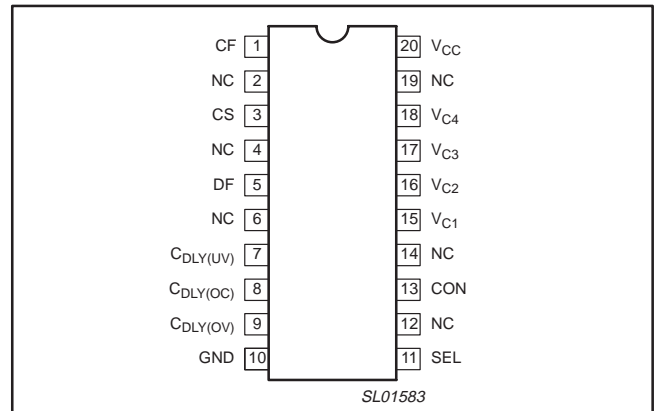 CF 1 20 VCC
NC 2 19 NC
CS 3 18 VC4
NC 4 17 VC3
DF 5 16 VC2
NC 6 15 VC1
CDLY(UV) 7 14 NC
CDLY(OC) 8 13 CON
CDLY(OV) 9 12 NC
GND 10 11 SEL
SL01583